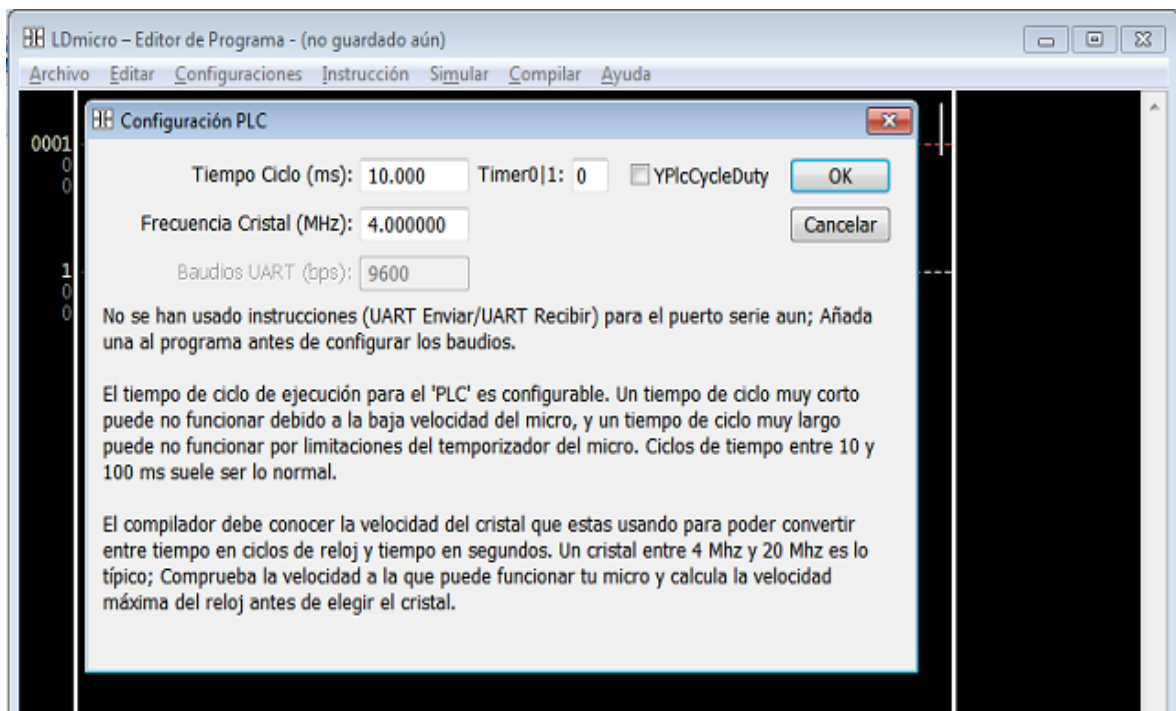 LDmicro – Editor de Programa - (no guardado aún)
Archivo Editar Configuraciones Instrucción Simular Compilar Ayuda
Configuración PLC
0001
0
0
Tiempo Ciclo (ms): 10.000 Timer0|1: 0 YPlcCycleDuty OK
Frecuencia Cristal (MHz): 4.000000 Cancelar
1
0
0
Baudios UART (bps): 9600
No se han usado instrucciones (UART Enviar/UART Recibir) para el puerto serie aun; Añada
una al programa antes de configurar los baudios.
El tiempo de ciclo de ejecución para el 'PLC' es configurable. Un tiempo de ciclo muy corto
puede no funcionar debido a la baja velocidad del micro, y un tiempo de ciclo muy largo
puede no funcionar por limitaciones del temporizador del micro. Ciclos de tiempo entre 10 y
100 ms suele ser lo normal.
El compilador debe conocer la velocidad del cristal que estas usando para poder convertir
entre tiempo en ciclos de reloj y tiempo en segundos. Un cristal entre 4 Mhz y 20 Mhz es lo
típico; Comprueba la velocidad a la que puede funcionar tu micro y calcula la velocidad
máxima del reloj antes de elegir el cristal.